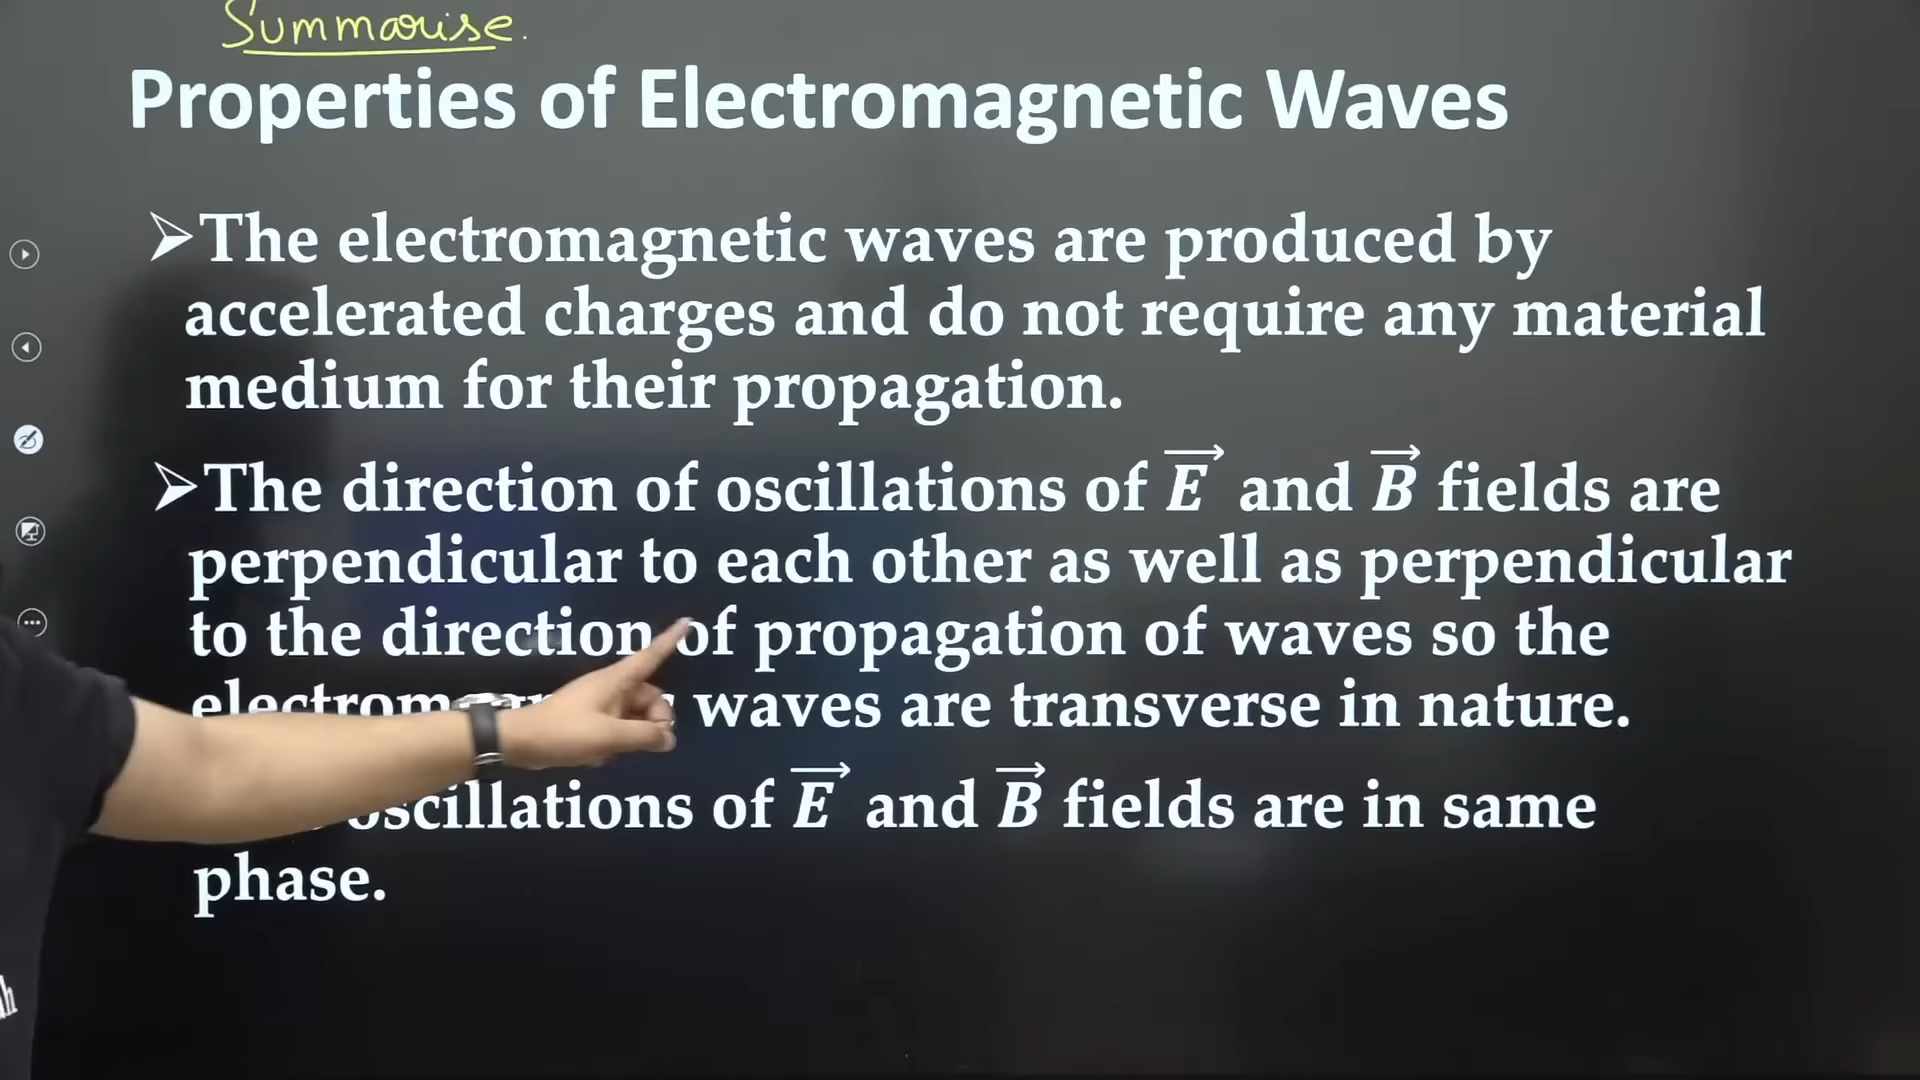 Summarise.
Properties of Electromagnetic Waves
➢The electromagnetic waves are produced by
accelerated charges and do not require any material
medium for their propagation.
➢The direction of oscillations of E⃗ and B⃗ fields are
perpendicular to each other as well as perpendicular
to the direction of propagation of waves so the
waves are transverse in nature.
oscillations of E⃗ and B⃗ fields are in same
phase.